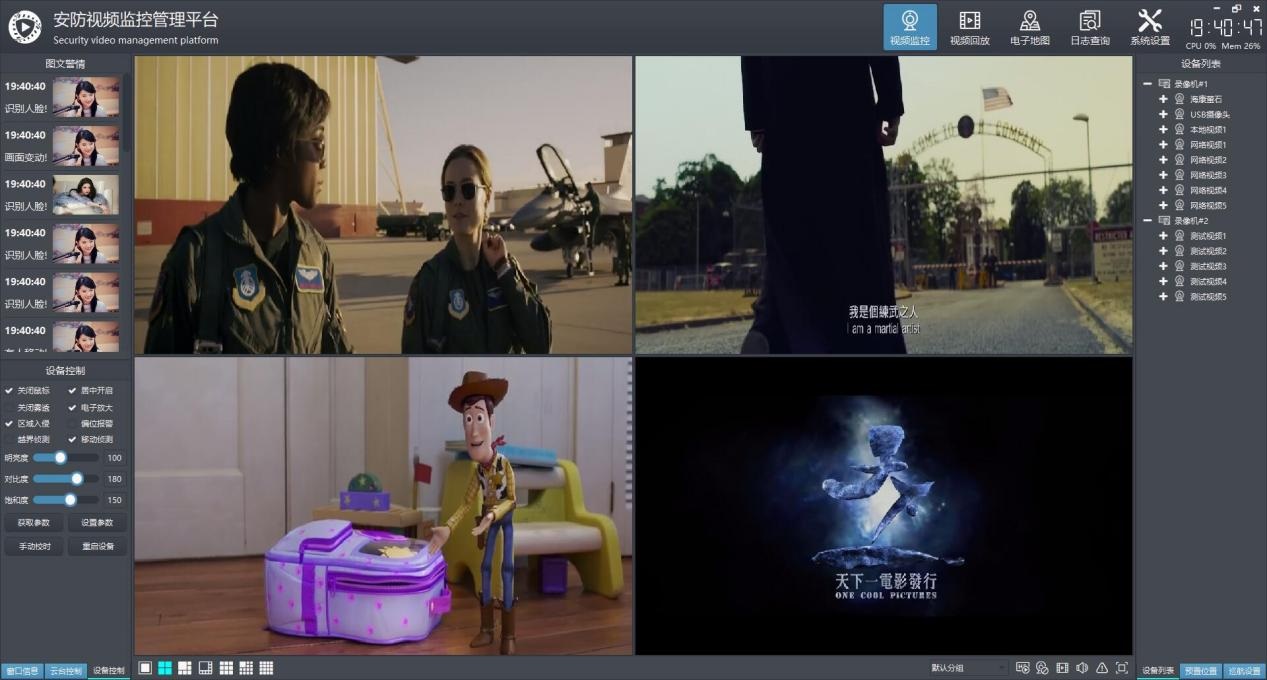 安防视频监控管理平台
Security video management platform
视频监控
视频回放
电子地图
日志查询
系统设置
19:40:47
CPU 0% Mem 26%
图文警情
19:40:40
识别人脸!
19:40:40
画面变动!
19:40:40
识别人脸!
19:40:40
识别人脸!
19:40:40
识别人脸!
19:40:40
设备控制
关闭鼠标
居中开启
关闭雾透
电子放大
区域入侵
偏位报警
越界侦测
移动侦测
明亮度
100
对比度
180
饱和度
150
获取参数
设置参数
手动校时
重启设备
窗口信息
云台控制
设备控制
COME TO OUR COMPANY
RESTRICTED
我是個練武之人
I am a martial artist
天下一電影發行
ONE COOL PICTURES
默认分组
设备列表
录像机#1
海康萤石
USB摄像头
本地视频1
网络视频1
网络视频2
网络视频3
网络视频4
网络视频5
录像机#2
测试视频1
测试视频2
测试视频3
测试视频4
测试视频5
设备列表
预置位置
巡航设置